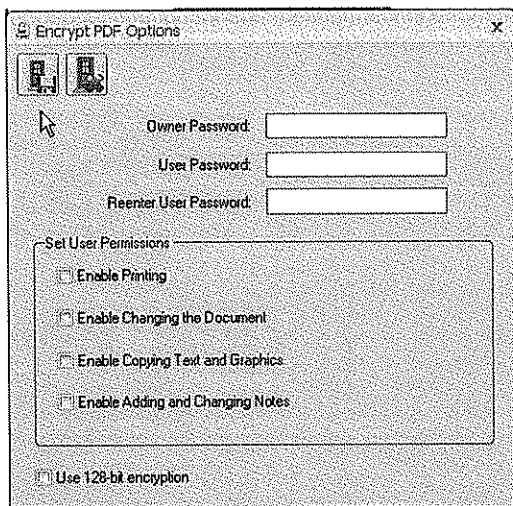 Encrypt PDF Options
Owner Password:
User Password:
Reenter User Password:
Set User Permissions
Enable Printing
Enable Changing the Document
Enable Copying Text and Graphics
Enable Adding and Changing Notes
Use 128-bit encryption